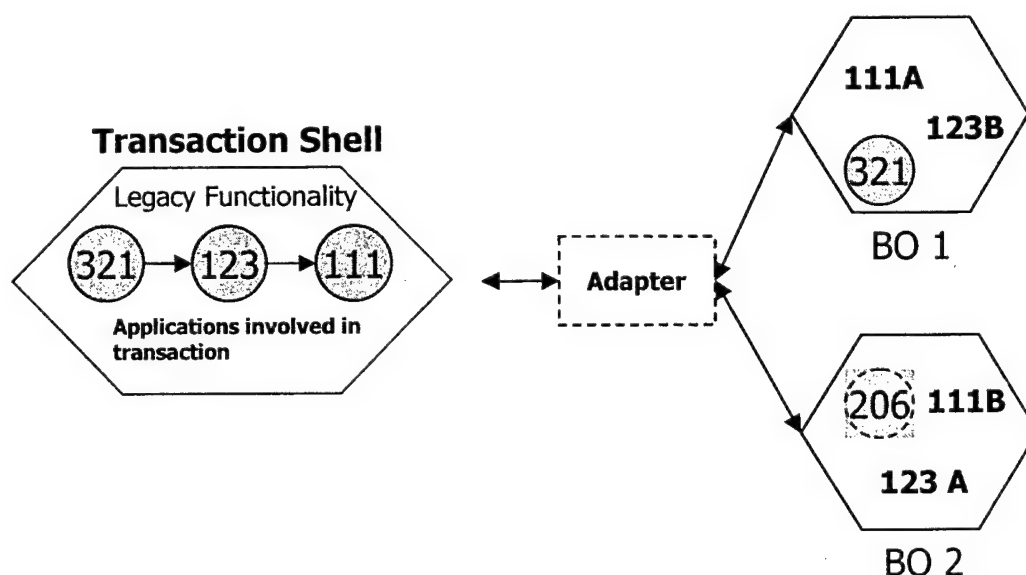 Transaction Shell
Legacy Functionality
321
123
111
Applications involved in
transaction
Adapter
111A
123B
321
BO 1
206
111B
123 A
BO 2